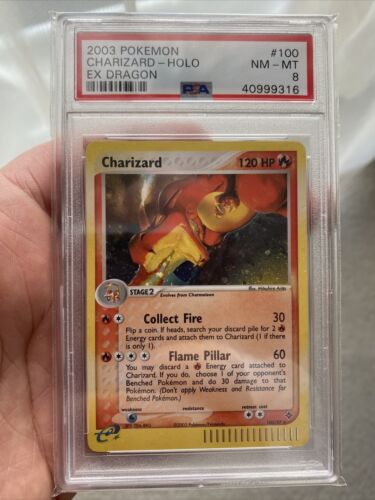 2003 POKEMON #100
CHARIZARD - HOLO NM - MT
EX DRAGON 8
PSA 40999316
Charizard 120 HP
STAGE 2 Evolves from Charmeleon
Collect Fire 30
Flip a coin. If heads, search your discard pile for 2
Energy cards and attach them to Charizard (1 if there
is only 1).
Flame Pillar 60
You may discard a Energy card attached to
Charizard. If you do, choose 1 of your opponent's
Benched Pokémon and do 30 damage to that
Pokémon. (Don't apply Weakness and Resistance for
Benched Pokémon.)
weakness resistance retreat cost
©2003 Pokémon/Nintendo